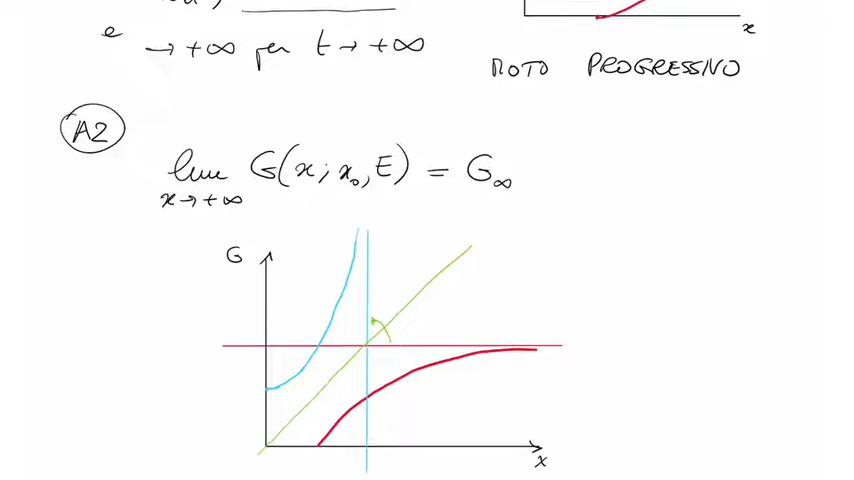 x
e → +∞ per t → +∞
MOTO PROGRESSIVO
A2
lim G(x; x₀, E) = G∞
x → +∞
G
x